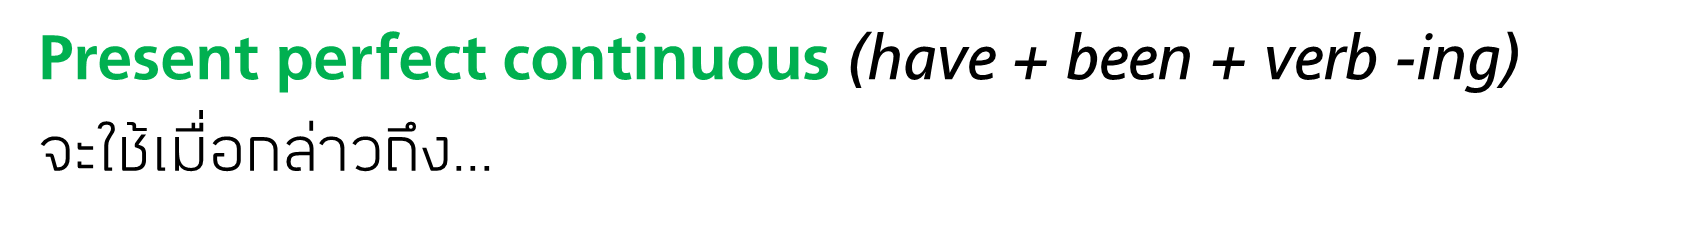 Present perfect continuous (have + been + verb -ing)
จะใช้เมื่อกล่าวถึง...